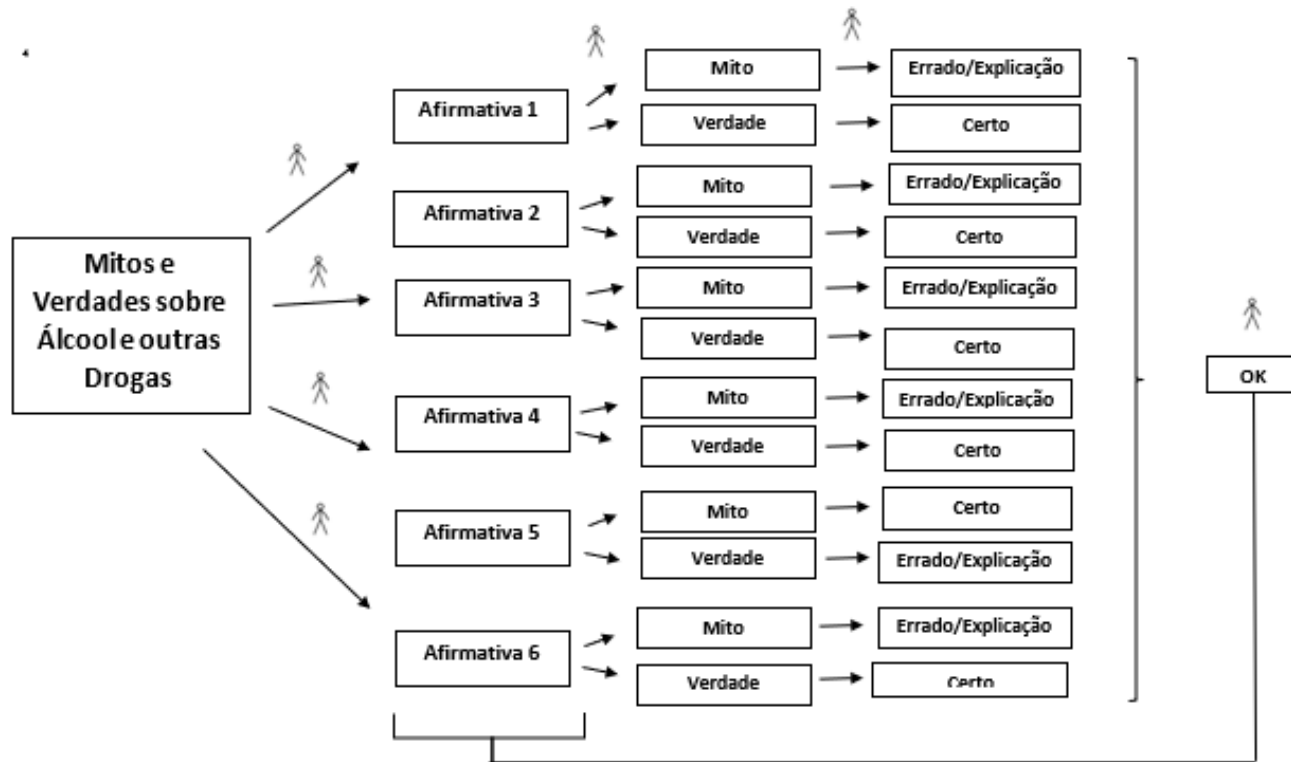 Mitos e
Verdades sobre
Álcool e outras
Drogas
Afirmativa 1
Mito
Errado/Explicação
Verdade
Certo
Afirmativa 2
Mito
Errado/Explicação
Verdade
Certo
Afirmativa 3
Mito
Errado/Explicação
Verdade
Certo
Afirmativa 4
Mito
Errado/Explicação
Verdade
Certo
Afirmativa 5
Mito
Certo
Verdade
Errado/Explicação
Afirmativa 6
Mito
Errado/Explicação
Verdade
Certo
OK